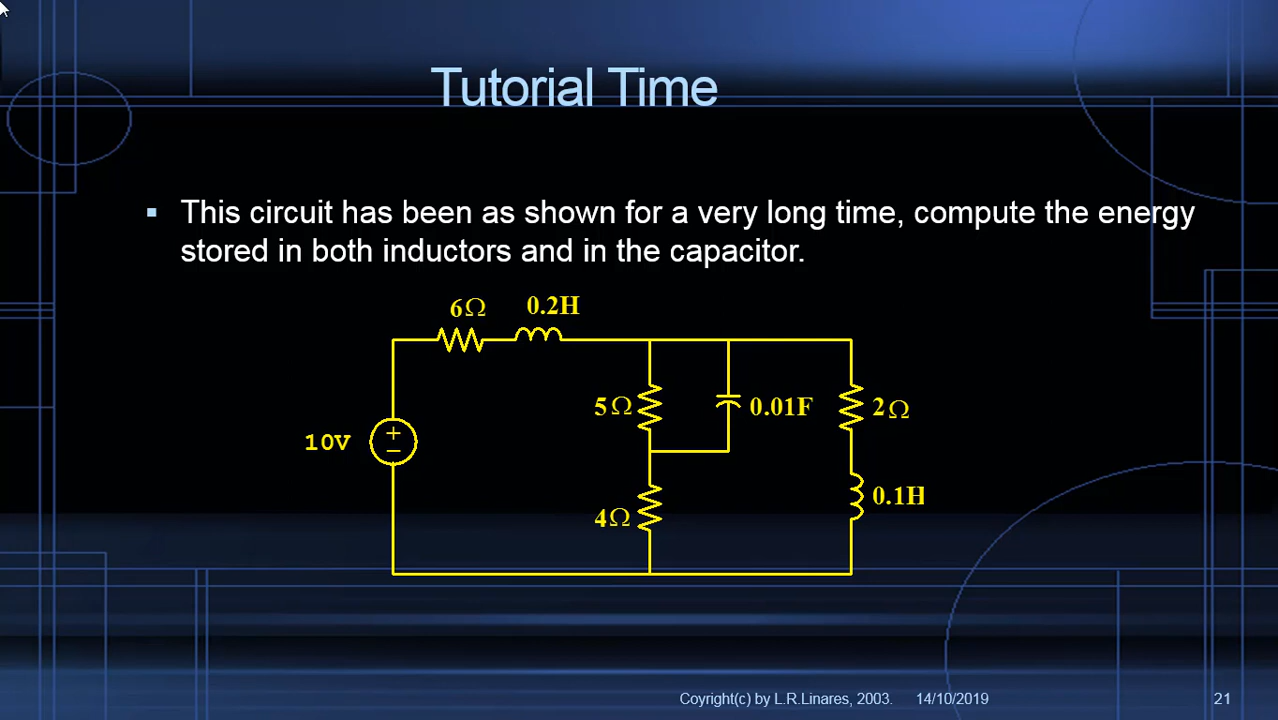 Tutorial Time
▪ This circuit has been as shown for a very long time, compute the energy
stored in both inductors and in the capacitor.
6Ω 0.2H
5Ω 0.01F 2Ω
10V + −
0.1H
4Ω
Coyright(c) by L.R.Linares, 2003. 14/10/2019 21